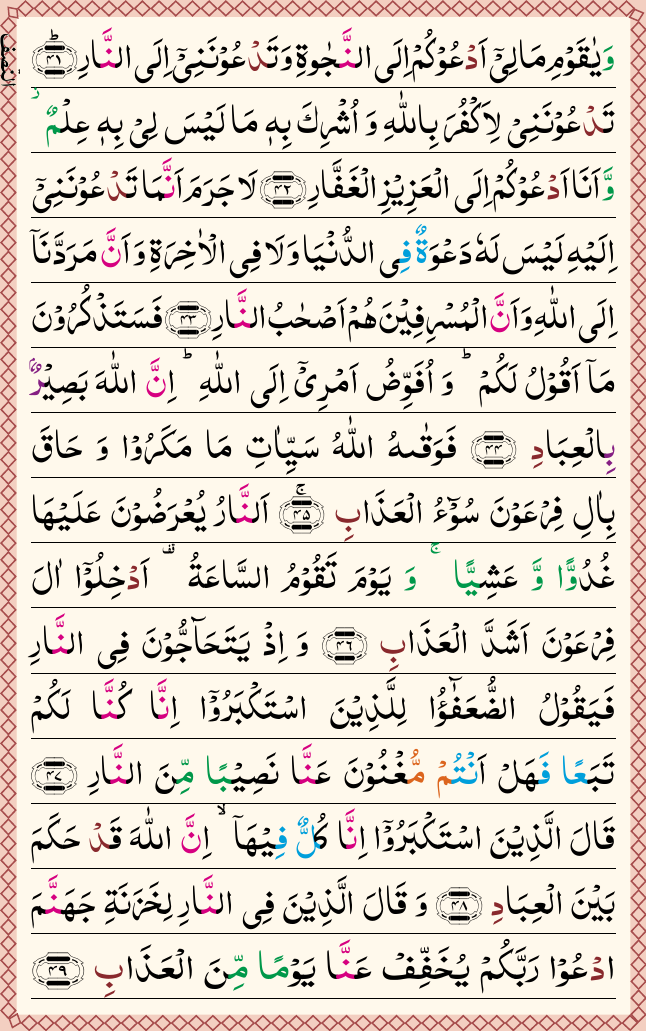 وَيٰقَوْمِ مَا لِىْٓ اَدْعُوْكُمْ اِلَى النَّجٰوةِ وَتَدْعُوْنَنِىْٓ اِلَى النَّارِ ﴿۴۱﴾
تَدْعُوْنَنِىْ لِاَكْفُرَ بِاللّٰهِ وَ اُشْرِكَ بِهٖ مَا لَيْسَ لِىْ بِهٖ عِلْمٌ ؗ
وَّاَنَا اَدْعُوْكُمْ اِلَى الْعَزِيْزِ الْغَفَّارِ ﴿۴۲﴾ لَا جَرَمَ اَنَّمَا تَدْعُوْنَنِىْٓ
اِلَيْهِ لَيْسَ لَهٗ دَعْوَةٌ فِى الدُّنْيَا وَلَا فِى الْاٰخِرَةِ وَاَنَّ مَرَدَّنَاۤ
اِلَى اللّٰهِ وَاَنَّ الْمُسْرِفِيْنَ هُمْ اَصْحٰبُ النَّارِ ﴿۴۳﴾ فَسَتَذْكُرُوْنَ
مَاۤ اَقُوْلُ لَكُمْ ؕ وَ اُفَوِّضُ اَمْرِىْٓ اِلَى اللّٰهِ ؕ اِنَّ اللّٰهَ بَصِيْرٌۢ
بِالْعِبَادِ ﴿۴۴﴾ فَوَقٰىهُ اللّٰهُ سَيِّاٰتِ مَا مَكَرُوْا وَ حَاقَ
بِاٰلِ فِرْعَوْنَ سُوْٓءُ الْعَذَابِ ۚ ﴿۴۵﴾ اَلنَّارُ يُعْرَضُوْنَ عَلَيْهَا
غُدُوًّا وَّ عَشِيًّا ۚ وَ يَوْمَ تَقُوْمُ السَّاعَةُ ۟ اَدْخِلُوْۤا اٰلَ
فِرْعَوْنَ اَشَدَّ الْعَذَابِ ﴿۴۶﴾ وَ اِذْ يَتَحَآجُّوْنَ فِى النَّارِ
فَيَقُوْلُ الضُّعَفٰٓؤُا لِلَّذِيْنَ اسْتَكْبَرُوْۤا اِنَّا كُنَّا لَكُمْ
تَبَعًا فَهَلْ اَنْتُمْ مُّغْنُوْنَ عَنَّا نَصِيْبًا مِّنَ النَّارِ ﴿۴۷﴾
قَالَ الَّذِيْنَ اسْتَكْبَرُوْۤا اِنَّا كُلٌّ فِيْهَاۤ ۙ اِنَّ اللّٰهَ قَدْ حَكَمَ
بَيْنَ الْعِبَادِ ﴿۴۸﴾ وَ قَالَ الَّذِيْنَ فِى النَّارِ لِخَزَنَةِ جَهَنَّمَ
ادْعُوْا رَبَّكُمْ يُخَفِّفْ عَنَّا يَوْمًا مِّنَ الْعَذَابِ ﴿۴۹﴾